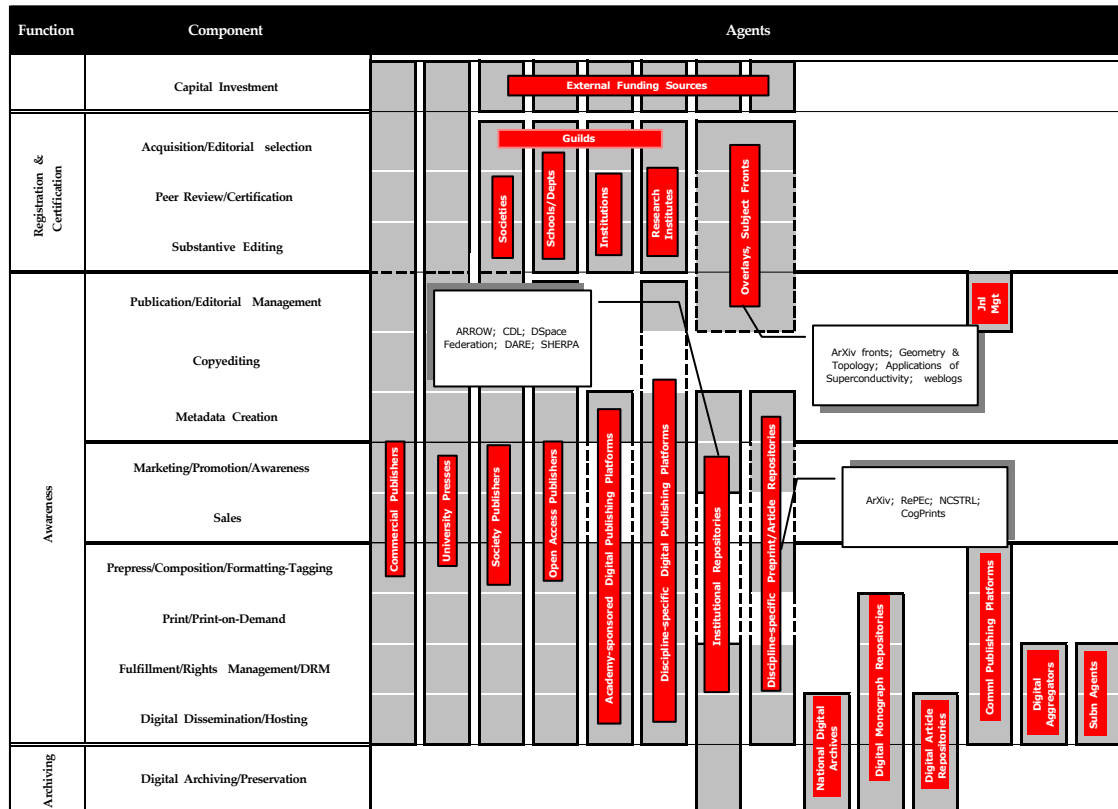 Function
Component
Agents
Capital Investment
External Funding Sources
Registration &
Certification
Acquisition/Editorial selection
Peer Review/Certification
Substantive Editing
Guilds
Societies
Schools/Depts
Institutions
Research
Institutes
Overlays, Subject Fronts
Awareness
Publication/Editorial Management
Copyediting
Metadata Creation
Marketing/Promotion/Awareness
Sales
Prepress/Composition/Formatting-Tagging
Print/Print-on-Demand
Fulfillment/Rights Management/DRM
Digital Dissemination/Hosting
ARROW; CDL; DSpace
Federation; DARE; SHERPA
Jnl
Mgt
ArXiv fronts; Geometry &
Topology; Applications of
Superconductivity; weblogs
ArXiv; RePEc; NCSTRL;
CogPrints
Commercial Publishers
University Presses
Society Publishers
Open Access Publishers
Academy-sponsored Digital Publishing Platforms
Discipline-specific Digital Publishing Platforms
Institutional Repositories
Discipline-specific Preprint/Article Repositories
National Digital
Archives
Digital Monograph Repositories
Digital Article
Repositories
Comml Publishing Platforms
Digital
Aggregators
Subn Agents
Archiving
Digital Archiving/Preservation